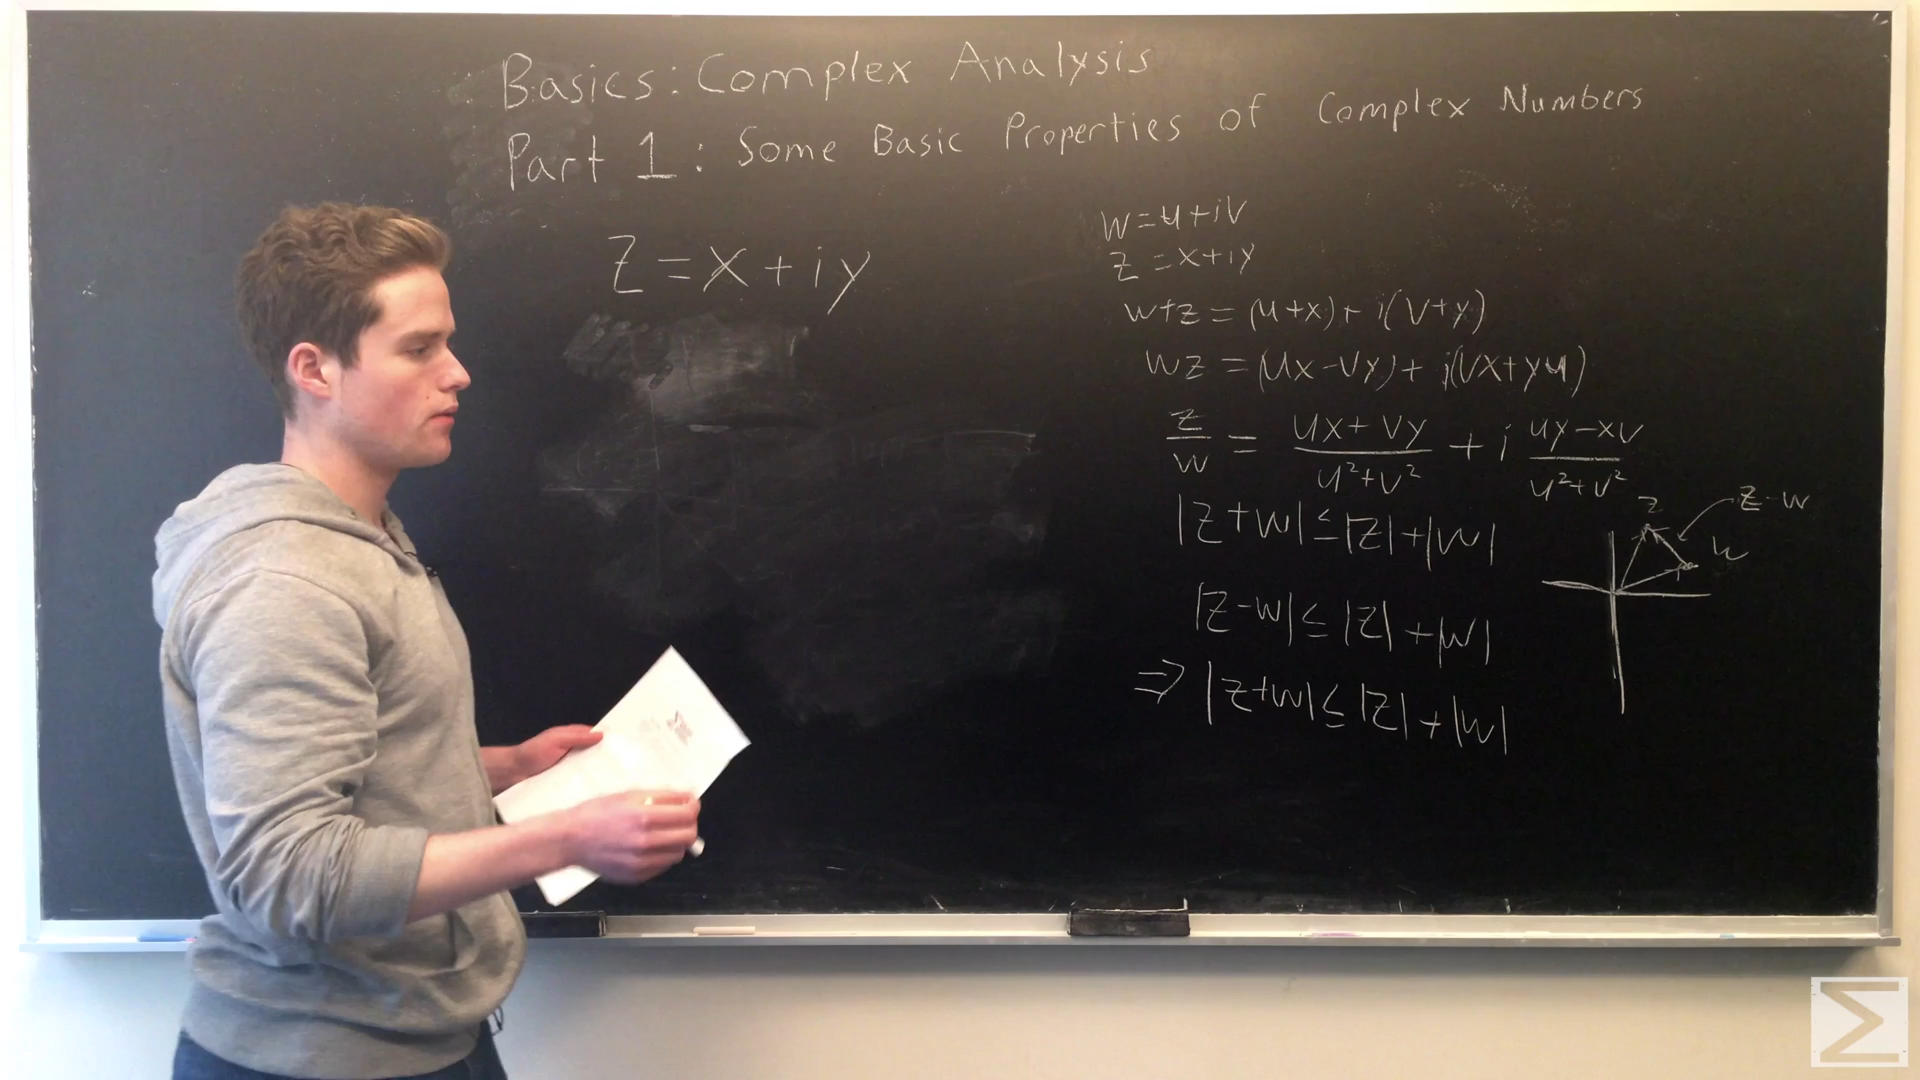 Basics: Complex Analysis
Part 1: Some Basic Properties of Complex Numbers
Z = x + iy
w = u + iv
z = x + iy
w+z = (u+x) + i(v+y)
wz = (ux-vy) + i(vx+yu)
z/w = (ux+vy)/(u²+v²) + i (uy-xv)/(u²+v²)
|z+w| ≤ |z|+|w|
z
z-w
w
|z-w| ≤ |z|+|w|
⇒ |z+w| ≤ |z|+|w|
Σ